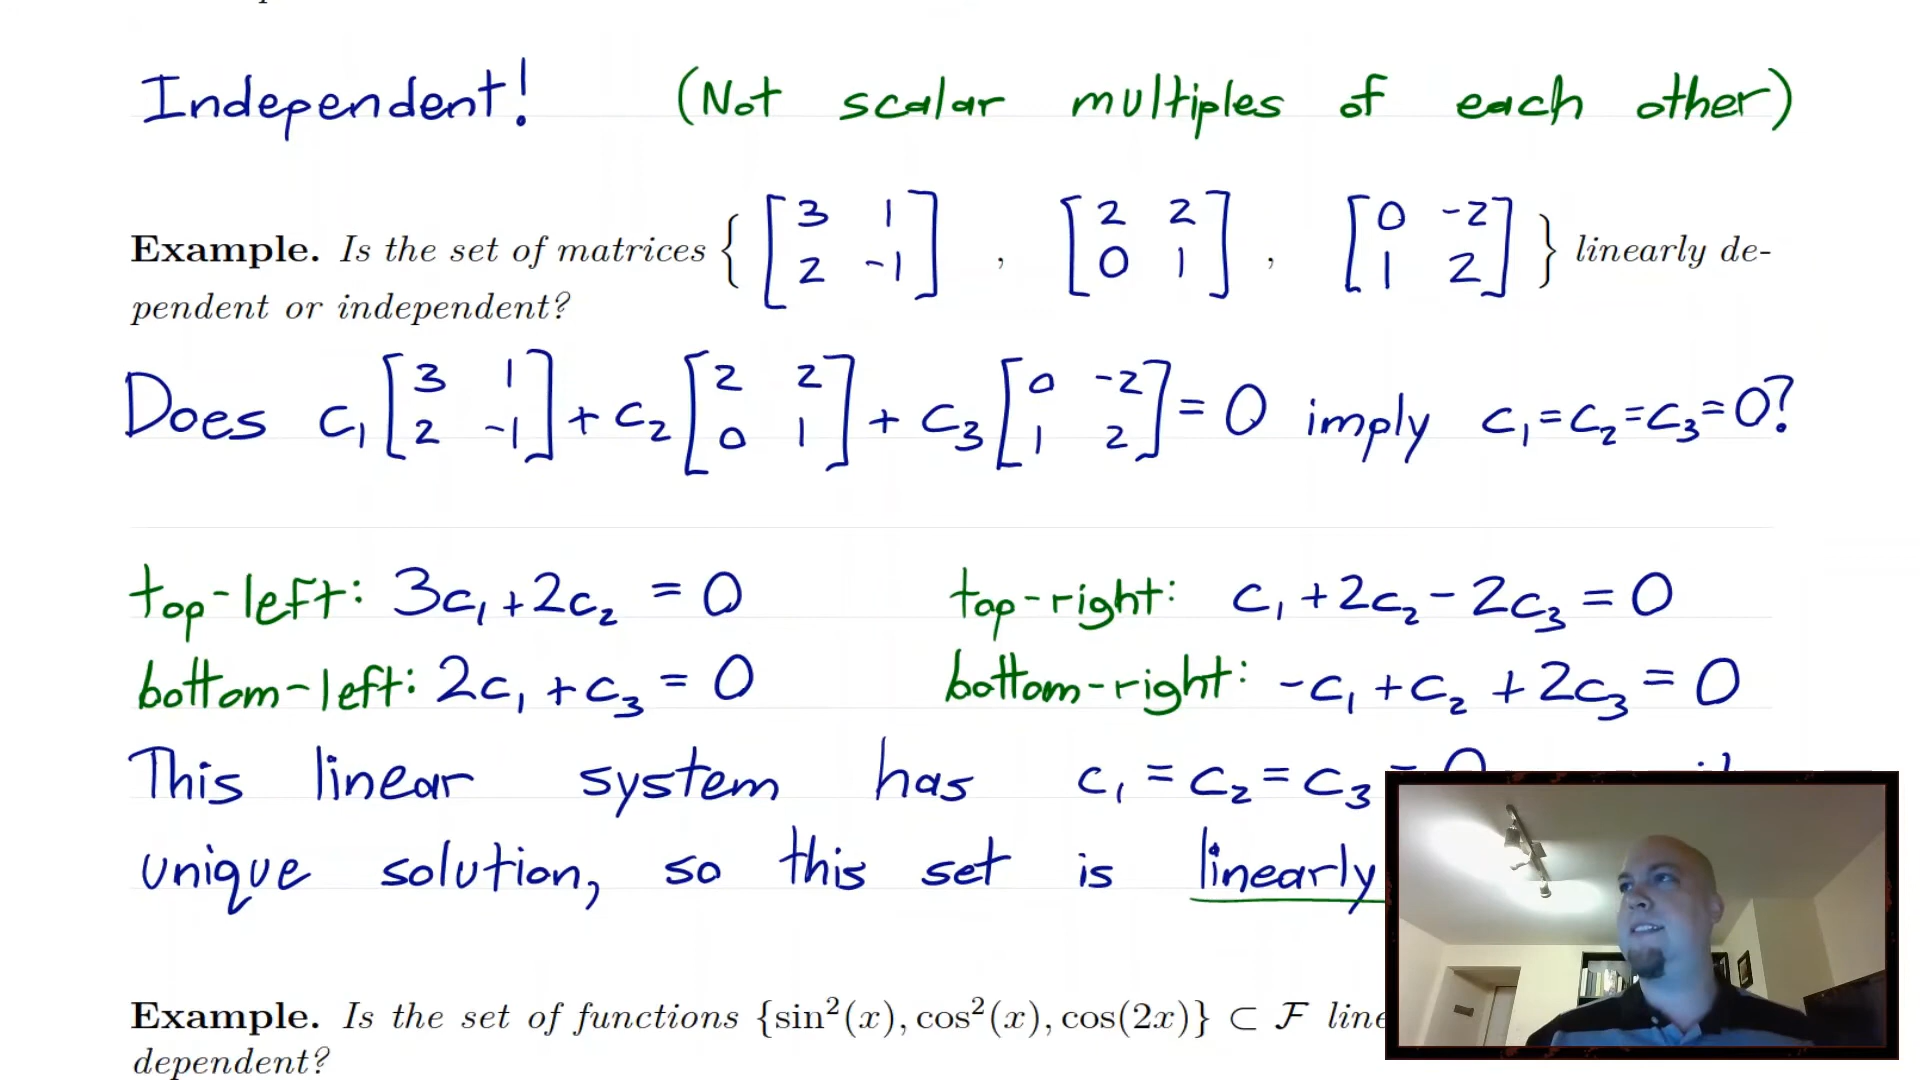 Independent! (Not scalar multiples of each other)
Example. Is the set of matrices { [3 1; 2 -1] , [2 2; 0 1] , [0 -2; 1 2] } linearly de-
pendent or independent?
Does c₁[3 1; 2 -1] + c₂[2 2; 0 1] + c₃[0 -2; 1 2] = 0 imply c₁=c₂=c₃=0?
top-left: 3c₁+2c₂ = 0 top-right: c₁+2c₂-2c₃=0
bottom-left: 2c₁+c₃ = 0 bottom-right: -c₁+c₂+2c₃=0
This linear system has c₁=c₂=c₃=0
unique solution, so this set is linearly
Example. Is the set of functions {sin²(x), cos²(x), cos(2x)} ⊂ F line
dependent?